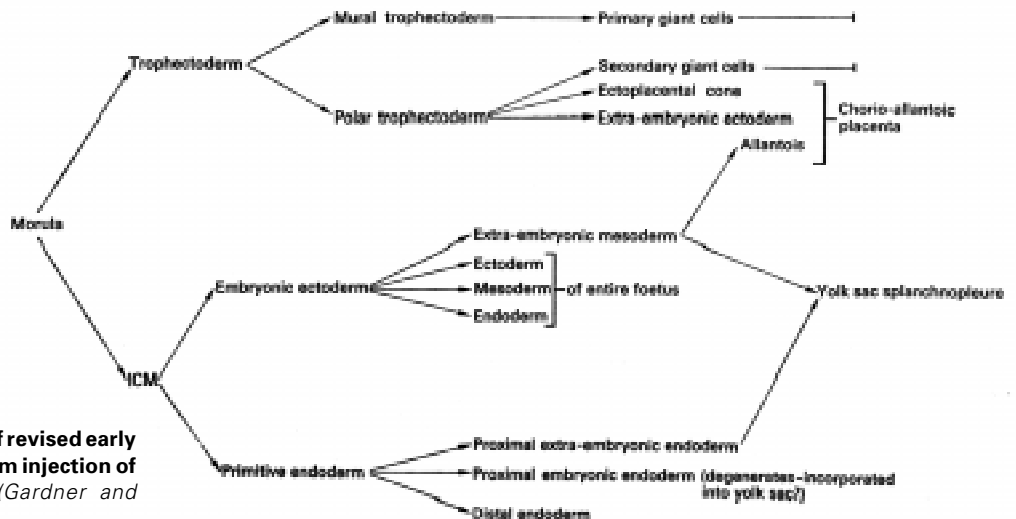 Mural trophectoderm
Primary giant cells
Trophectoderm
Secondary giant cells
Ectoplacental cone
Polar trophectoderm
Extra-embryonic ectoderm
Chorio-allantoic
placenta
Allantois
Morula
Extra-embryonic mesoderm
Ectoderm
Embryonic ectoderm
Mesoderm
of entire foetus
Endoderm
Yolk sac splanchnopleure
ICM
f revised early
m injection of
(Gardner and
Proximal extra-embryonic endoderm
Primitive endoderm
Proximal embryonic endoderm (degenerates-incorporated
into yolk sac?)
Distal endoderm